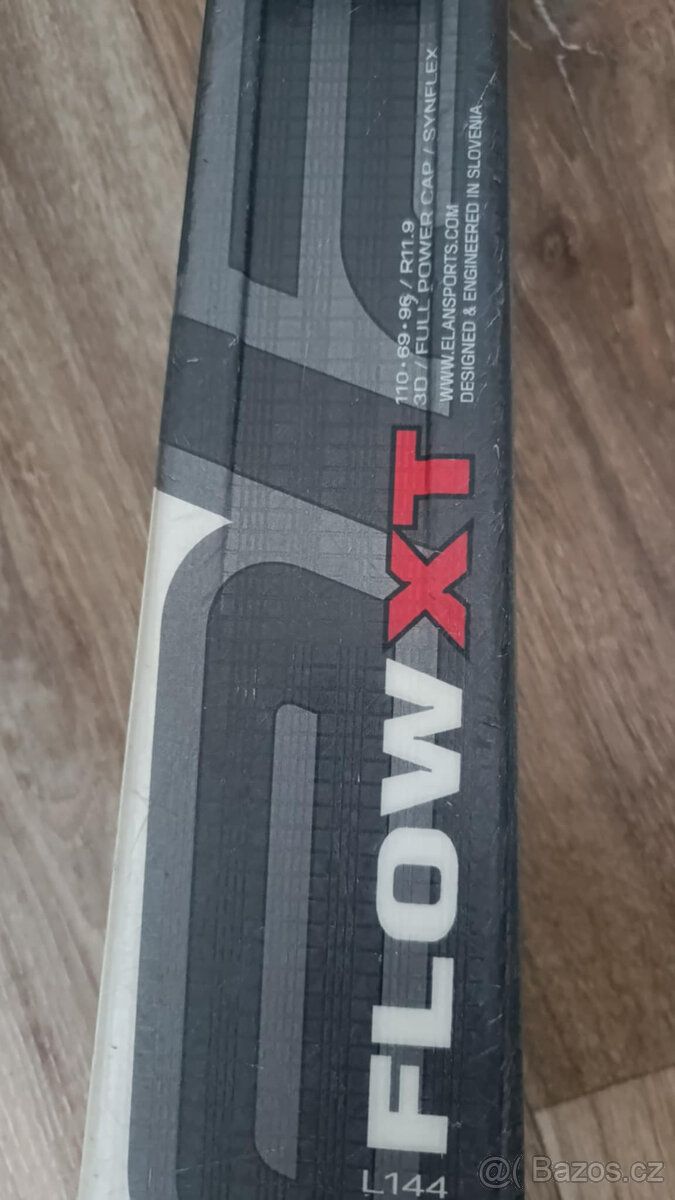 110•69•96 / R11.9
3D / FULL POWER CAP / SYNFLEX
WWW.ELANSPORTS.COM
DESIGNED & ENGINEERED IN SLOVENIA
FLOW XT
L144
@( Bazoš.cz